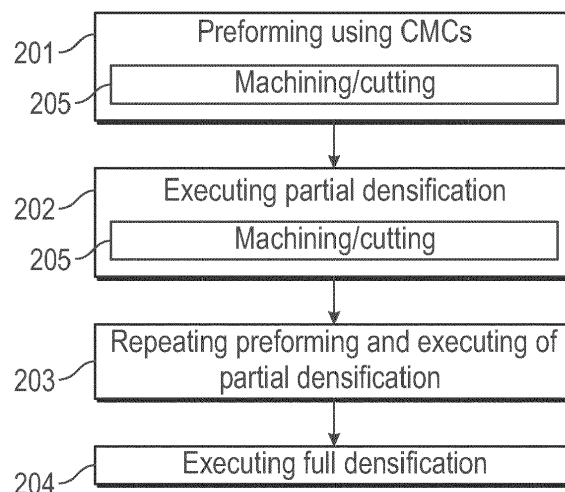 201
Preforming using CMCs
205
Machining/cutting
202
Executing partial densification
205
Machining/cutting
203
Repeating preforming and executing of
partial densification
204
Executing full densification